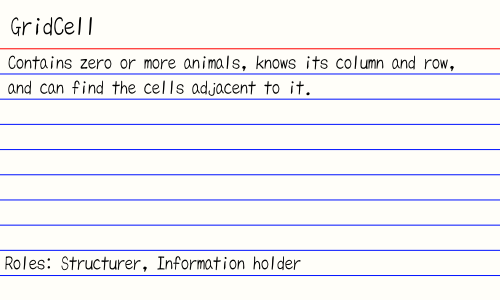 GridCell
Contains zero or more animals, knows its column and row,
and can find the cells adjacent to it.
Roles: Structurer, Information holder